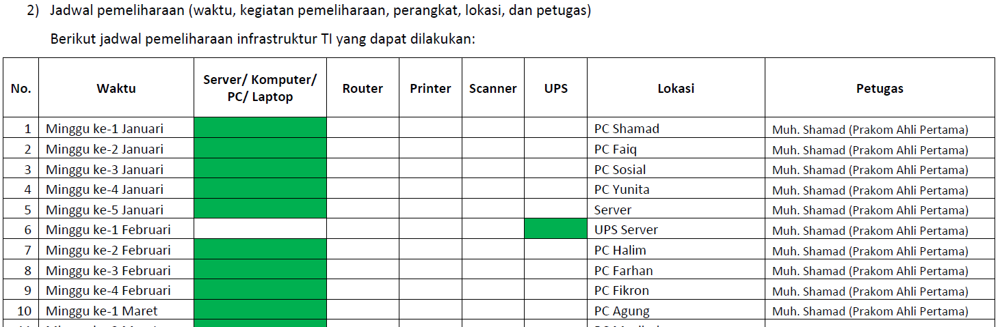 2) Jadwal pemeliharaan (waktu, kegiatan pemeliharaan, perangkat, lokasi, dan petugas)
Berikut jadwal pemeliharaan infrastruktur TI yang dapat dilakukan:
No. Waktu Server/ Komputer/ PC/ Laptop Router Printer Scanner UPS Lokasi Petugas
1 Minggu ke-1 Januari PC Shamad Muh. Shamad (Prakom Ahli Pertama)
2 Minggu ke-2 Januari PC Faiq Muh. Shamad (Prakom Ahli Pertama)
3 Minggu ke-3 Januari PC Sosial Muh. Shamad (Prakom Ahli Pertama)
4 Minggu ke-4 Januari PC Yunita Muh. Shamad (Prakom Ahli Pertama)
5 Minggu ke-5 Januari Server Muh. Shamad (Prakom Ahli Pertama)
6 Minggu ke-1 Februari UPS Server Muh. Shamad (Prakom Ahli Pertama)
7 Minggu ke-2 Februari PC Halim Muh. Shamad (Prakom Ahli Pertama)
8 Minggu ke-3 Februari PC Farhan Muh. Shamad (Prakom Ahli Pertama)
9 Minggu ke-4 Februari PC Fikron Muh. Shamad (Prakom Ahli Pertama)
10 Minggu ke-1 Maret PC Agung Muh. Shamad (Prakom Ahli Pertama)